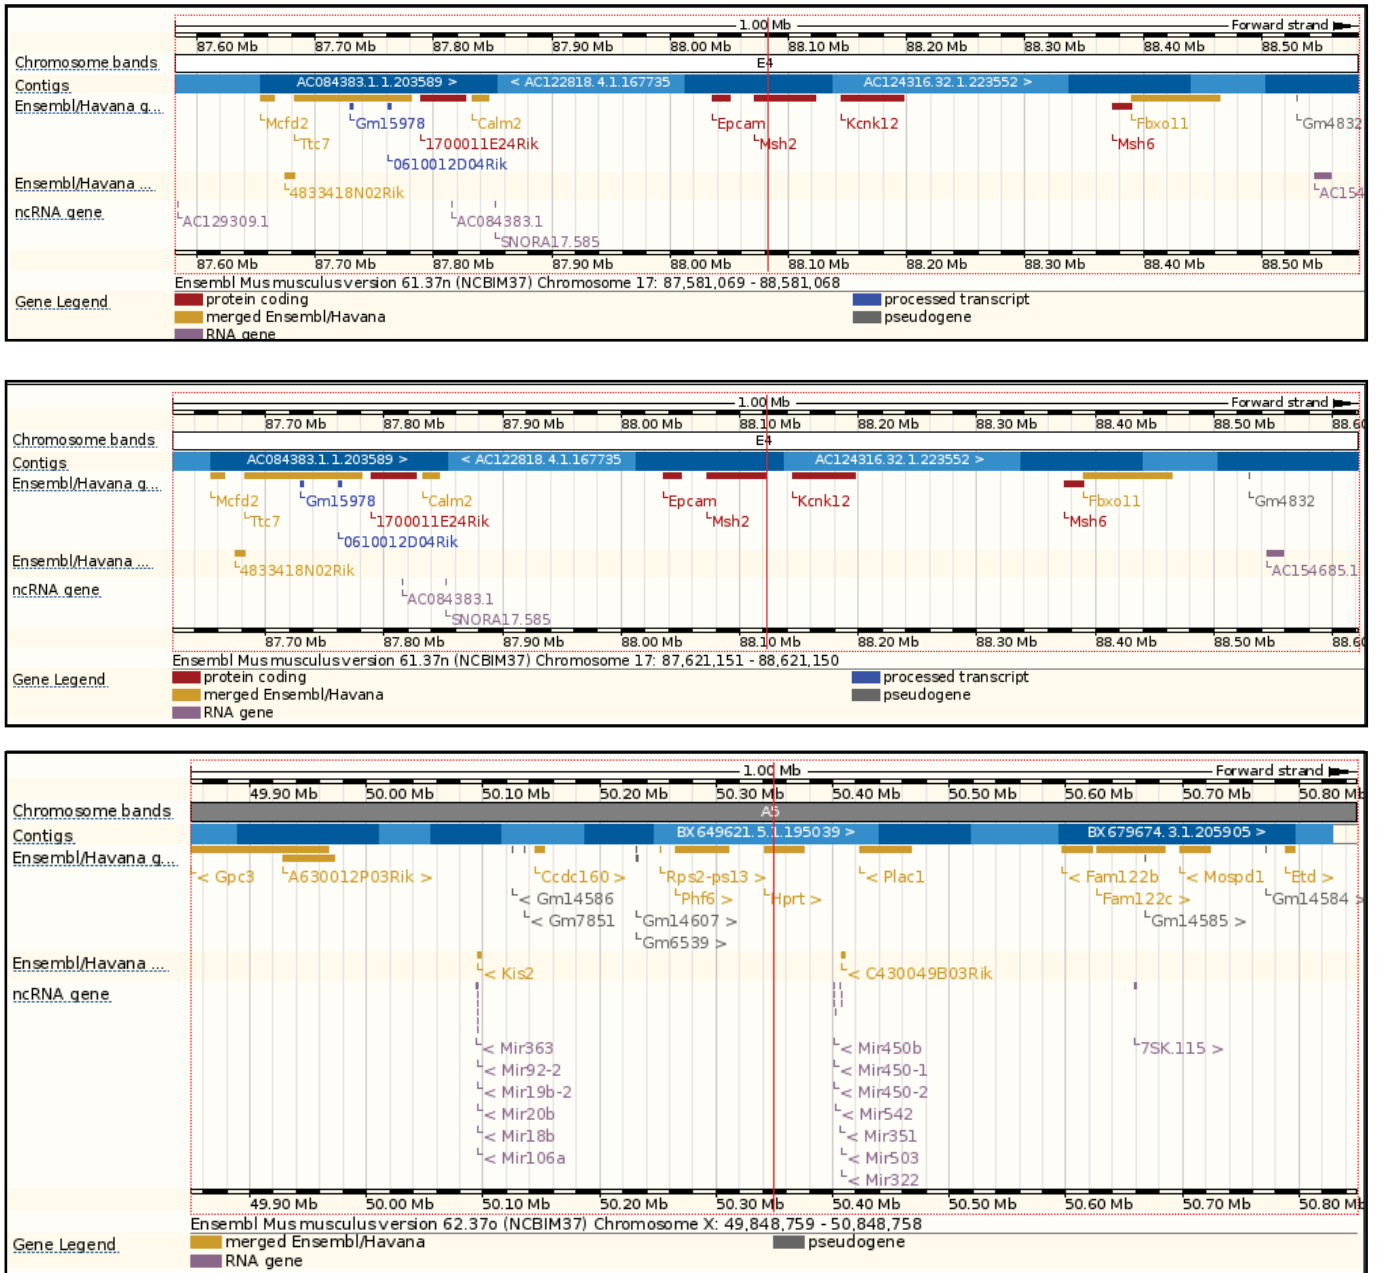 1.00 Mb Forward strand
87.60 Mb 87.70 Mb 87.80 Mb 87.90 Mb 88.00 Mb 88.10 Mb 88.20 Mb 88.30 Mb 88.40 Mb 88.50 Mb
Chromosome bands E4
Contigs AC084383.1.1.203589 > < AC122818.4.1.167735 AC124316.32.1.223552 >
Ensembl/Havana g...
Mcfd2 Gm15978 Calm2 Epcam Kcnk12 Fbxo11 Gm4832
Ttc7 1700011E24Rik Msh2 Msh6
0610012D04Rik
Ensembl/Havana ... 4833418N02Rik AC154
ncRNA gene
AC129309.1 AC084383.1
SNORA17.585
87.60 Mb 87.70 Mb 87.80 Mb 87.90 Mb 88.00 Mb 88.10 Mb 88.20 Mb 88.30 Mb 88.40 Mb 88.50 Mb
Ensembl Mus musculus version 61.37n (NCBIM37) Chromosome 17: 87,581,069 - 88,581,068
Gene Legend protein coding processed transcript
merged Ensembl/Havana pseudogene
RNA gene
1.00 Mb Forward strand
87.70 Mb 87.80 Mb 87.90 Mb 88.00 Mb 88.10 Mb 88.20 Mb 88.30 Mb 88.40 Mb 88.50 Mb 88.60
Chromosome bands E4
Contigs AC084383.1.1.203589 > < AC122818.4.1.167735 AC124316.32.1.223552 >
Ensembl/Havana g...
Mcfd2 Gm15978 Calm2 Epcam Kcnk12 Fbxo11 Gm4832
Ttc7 1700011E24Rik Msh2 Msh6
0610012D04Rik
Ensembl/Havana ... 4833418N02Rik AC154685.1
ncRNA gene
AC084383.1
SNORA17.585
87.70 Mb 87.80 Mb 87.90 Mb 88.00 Mb 88.10 Mb 88.20 Mb 88.30 Mb 88.40 Mb 88.50 Mb 88.60
Ensembl Mus musculus version 61.37n (NCBIM37) Chromosome 17: 87,621,151 - 88,621,150
Gene Legend protein coding processed transcript
merged Ensembl/Havana pseudogene
RNA gene
1.00 Mb Forward strand
49.90 Mb 50.00 Mb 50.10 Mb 50.20 Mb 50.30 Mb 50.40 Mb 50.50 Mb 50.60 Mb 50.70 Mb 50.80 Mb
Chromosome bands A5
Contigs BX649621.5.1.195039 > BX679674.3.1.205905 >
Ensembl/Havana g...
< Gpc3 A630012P03Rik > Ccdc160 > Rps2-ps13 > < Plac1 < Fam122b < Mospd1 Etd >
< Gm14586 Phf6 > Hprt > Fam122c > Gm14584 >
< Gm7851 Gm14607 > Gm14585 >
Gm6539 >
Ensembl/Havana ... < Kis2 < C430049B03Rik
ncRNA gene
< Mir363 < Mir450b 7SK.115 >
< Mir92-2 < Mir450-1
< Mir19b-2 < Mir450-2
< Mir20b < Mir542
< Mir18b < Mir351
< Mir106a < Mir503
< Mir322
49.90 Mb 50.00 Mb 50.10 Mb 50.20 Mb 50.30 Mb 50.40 Mb 50.50 Mb 50.60 Mb 50.70 Mb 50.80 Mb
Ensembl Mus musculus version 62.37o (NCBIM37) Chromosome X: 49,848,759 - 50,848,758
Gene Legend merged Ensembl/Havana pseudogene
RNA gene